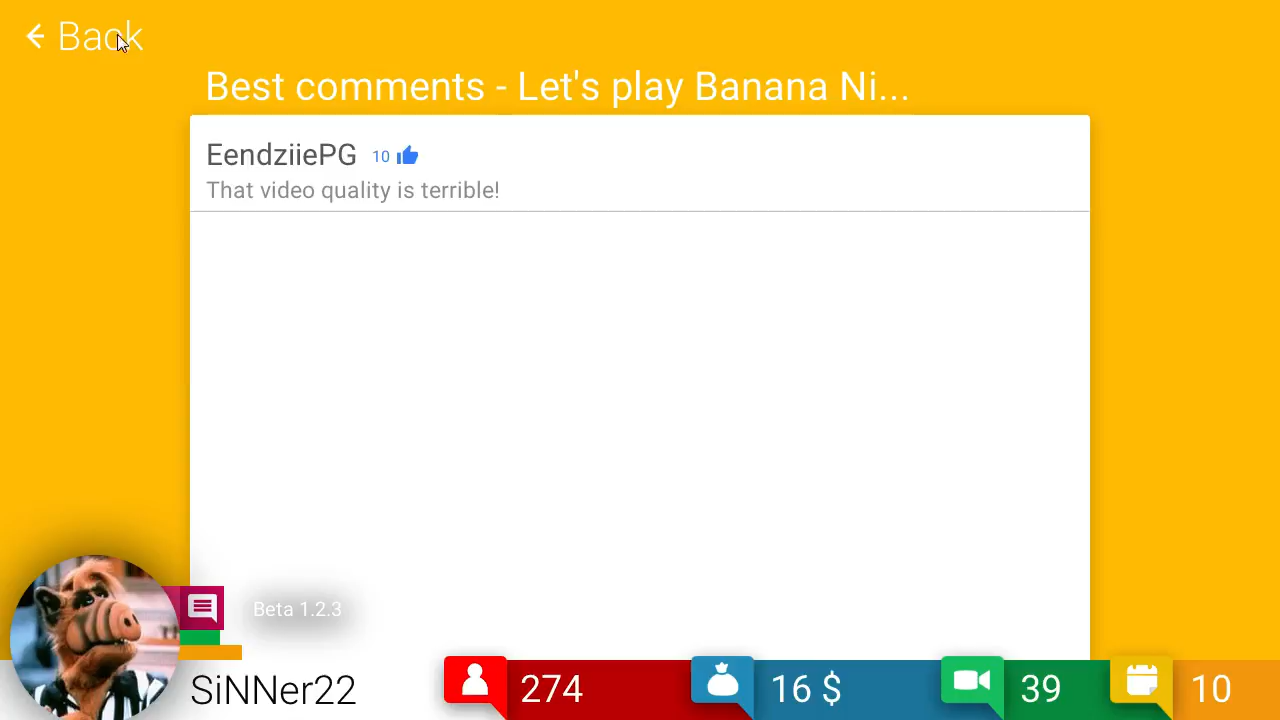 Back
Best comments - Let's play Banana Ni...
EendziiePG 10
That video quality is terrible!
Beta 1.2.3
SiNNer22
274
16 $
39
10